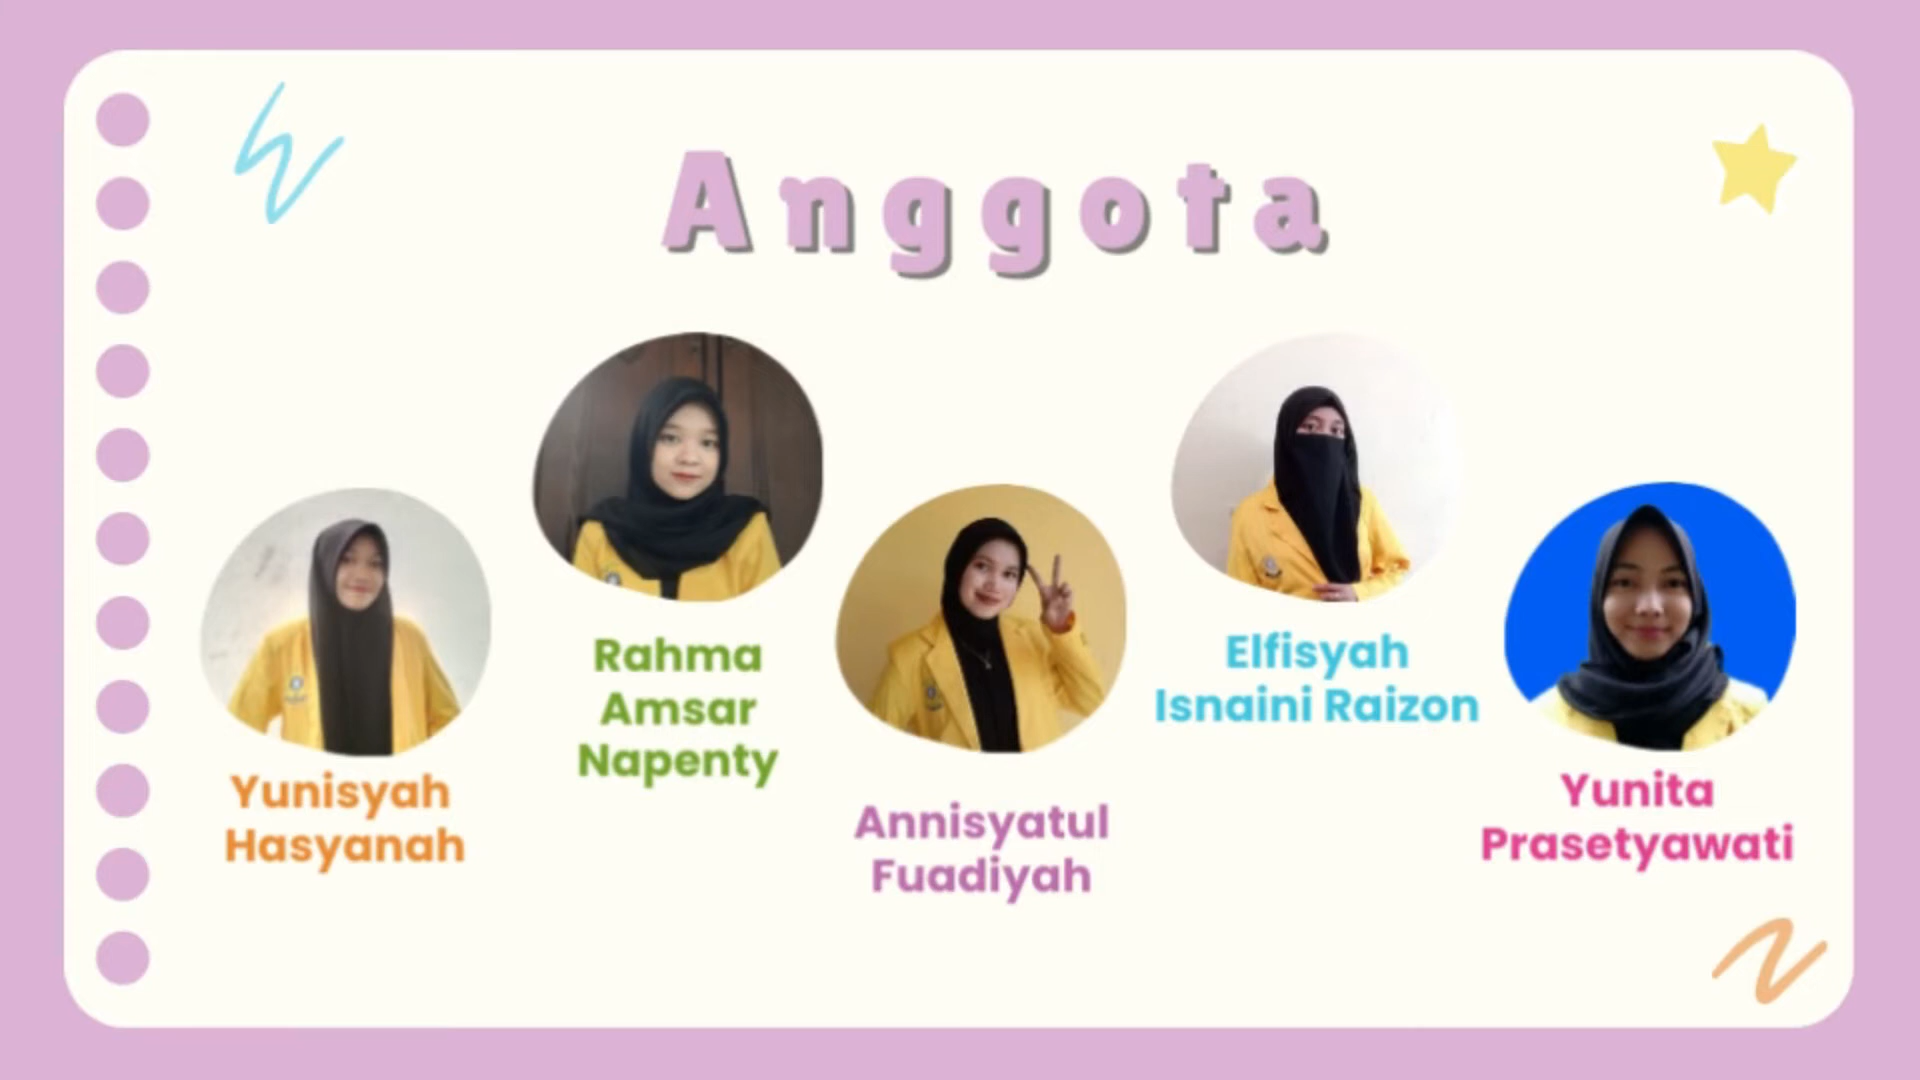 Anggota
Yunisyah
Hasyanah
Rahma
Amsar
Napenty
Annisyatul
Fuadiyah
Elfisyah
Isnaini Raizon
Yunita
Prasetyawati